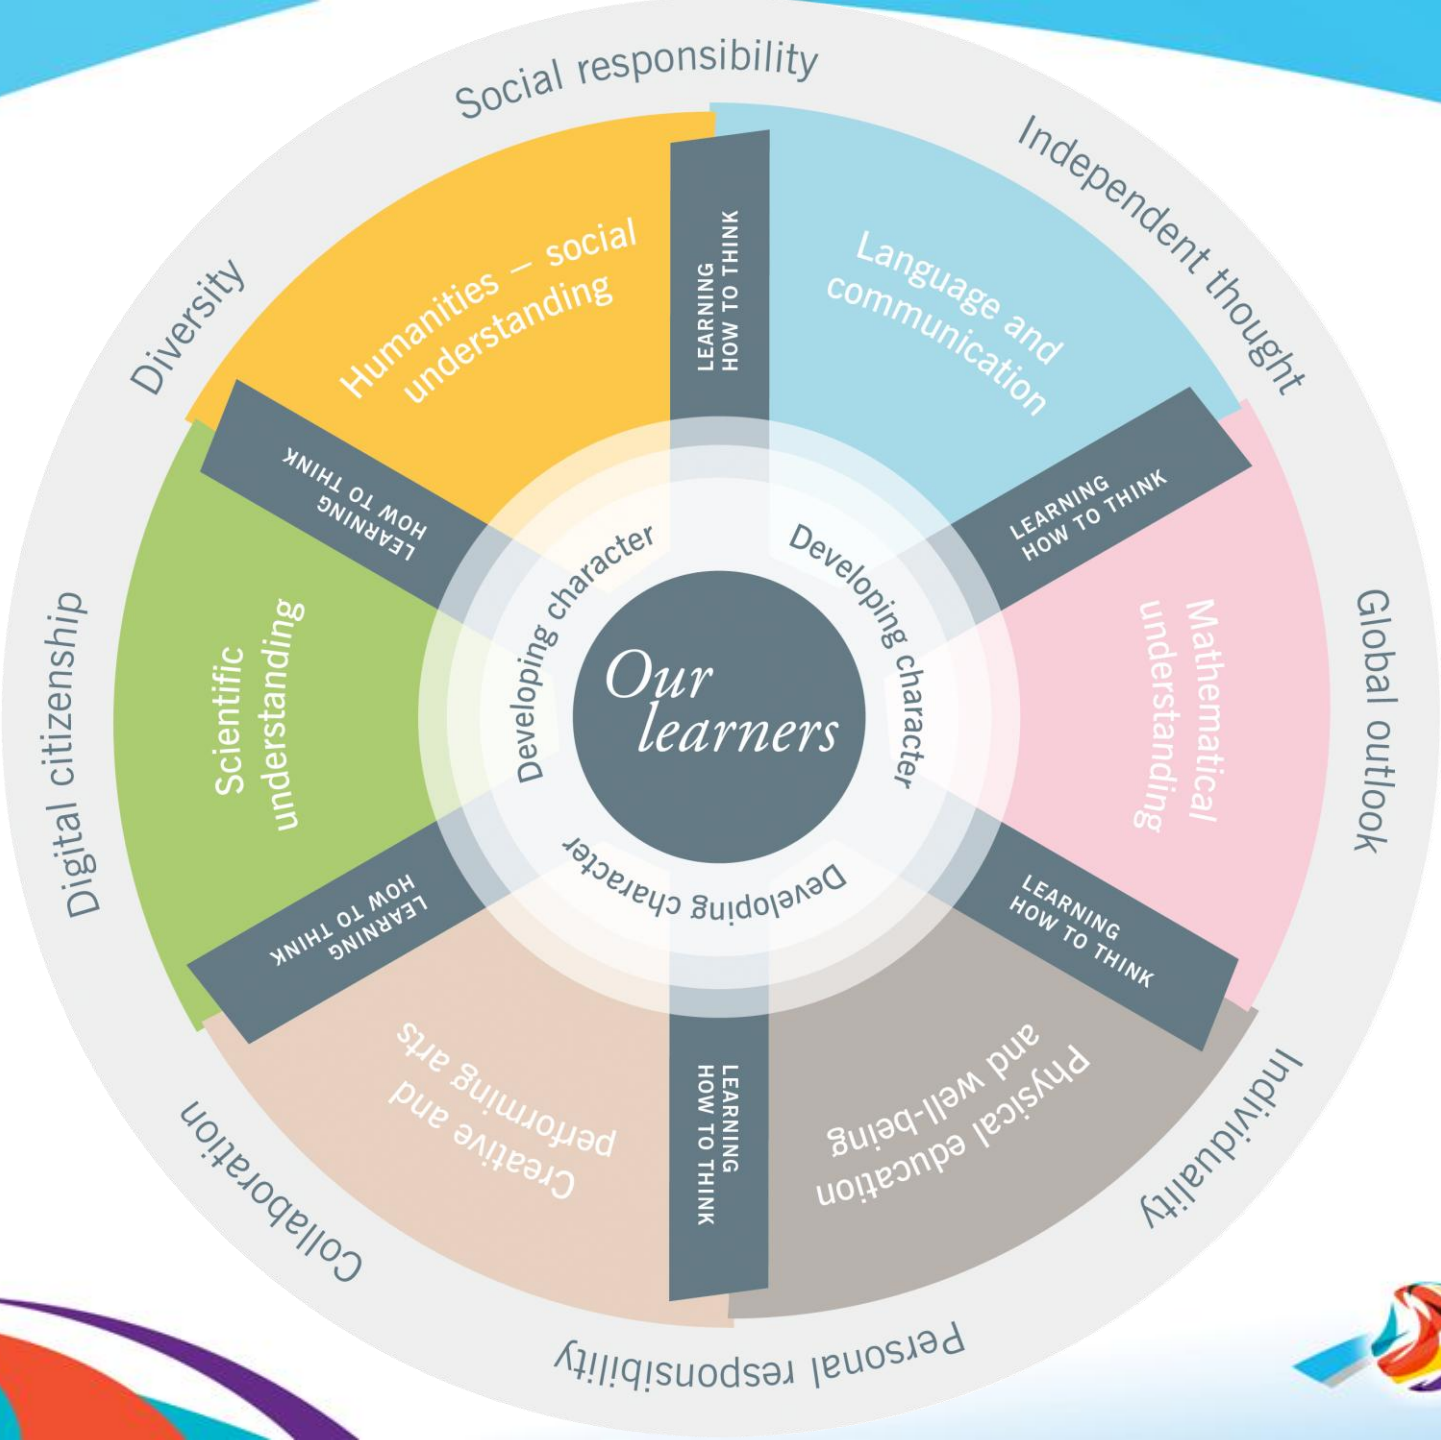 Social responsibility
Independent thought
Global outlook
Individuality
Personal responsibility
Collaboration
Digital citizenship
Diversity
Humanities – social
understanding
LEARNING
HOW TO THINK
Language and
communication
LEARNING
HOW TO THINK
Mathematical
understanding
LEARNING
HOW TO THINK
Physical education
and well-being
LEARNING
HOW TO THINK
Creative and
performing arts
LEARNING
HOW TO THINK
Scientific
understanding
LEARNING
HOW TO THINK
Developing character
Developing character
Developing character
Our
learners